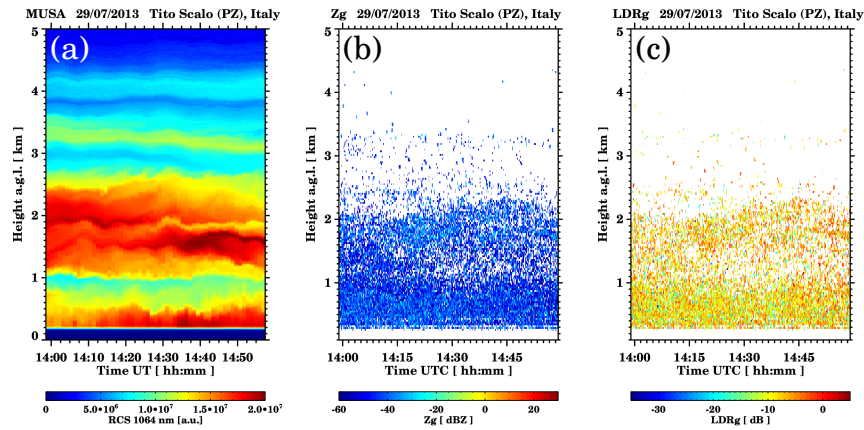 MUSA 29/07/2013 Tito Scalo (PZ), Italy
(a)
Height a.g.l. [ km ]
5
4
3
2
1
0
14:00 14:10 14:20 14:30 14:40 14:50
Time UT [ hh:mm ]
0 5.0•10⁶ 1.0•10⁷ 1.5•10⁷ 2.0•10⁷
RCS 1064 nm [a.u.]
Zg 29/07/2013 Tito Scalo (PZ), Italy
(b)
Height a.g.l. [ km ]
5
4
3
2
1
14:00 14:15 14:30 14:45
Time UTC [ hh:mm ]
-60 -40 -20 0 20
Zg [ dBZ ]
LDRg 29/07/2013 Tito Scalo (PZ), Italy
(c)
Height a.g.l. [ km ]
5
4
3
2
1
14:00 14:15 14:30 14:45
Time UTC [ hh:mm ]
-30 -20 -10 0
LDRg [ dB ]